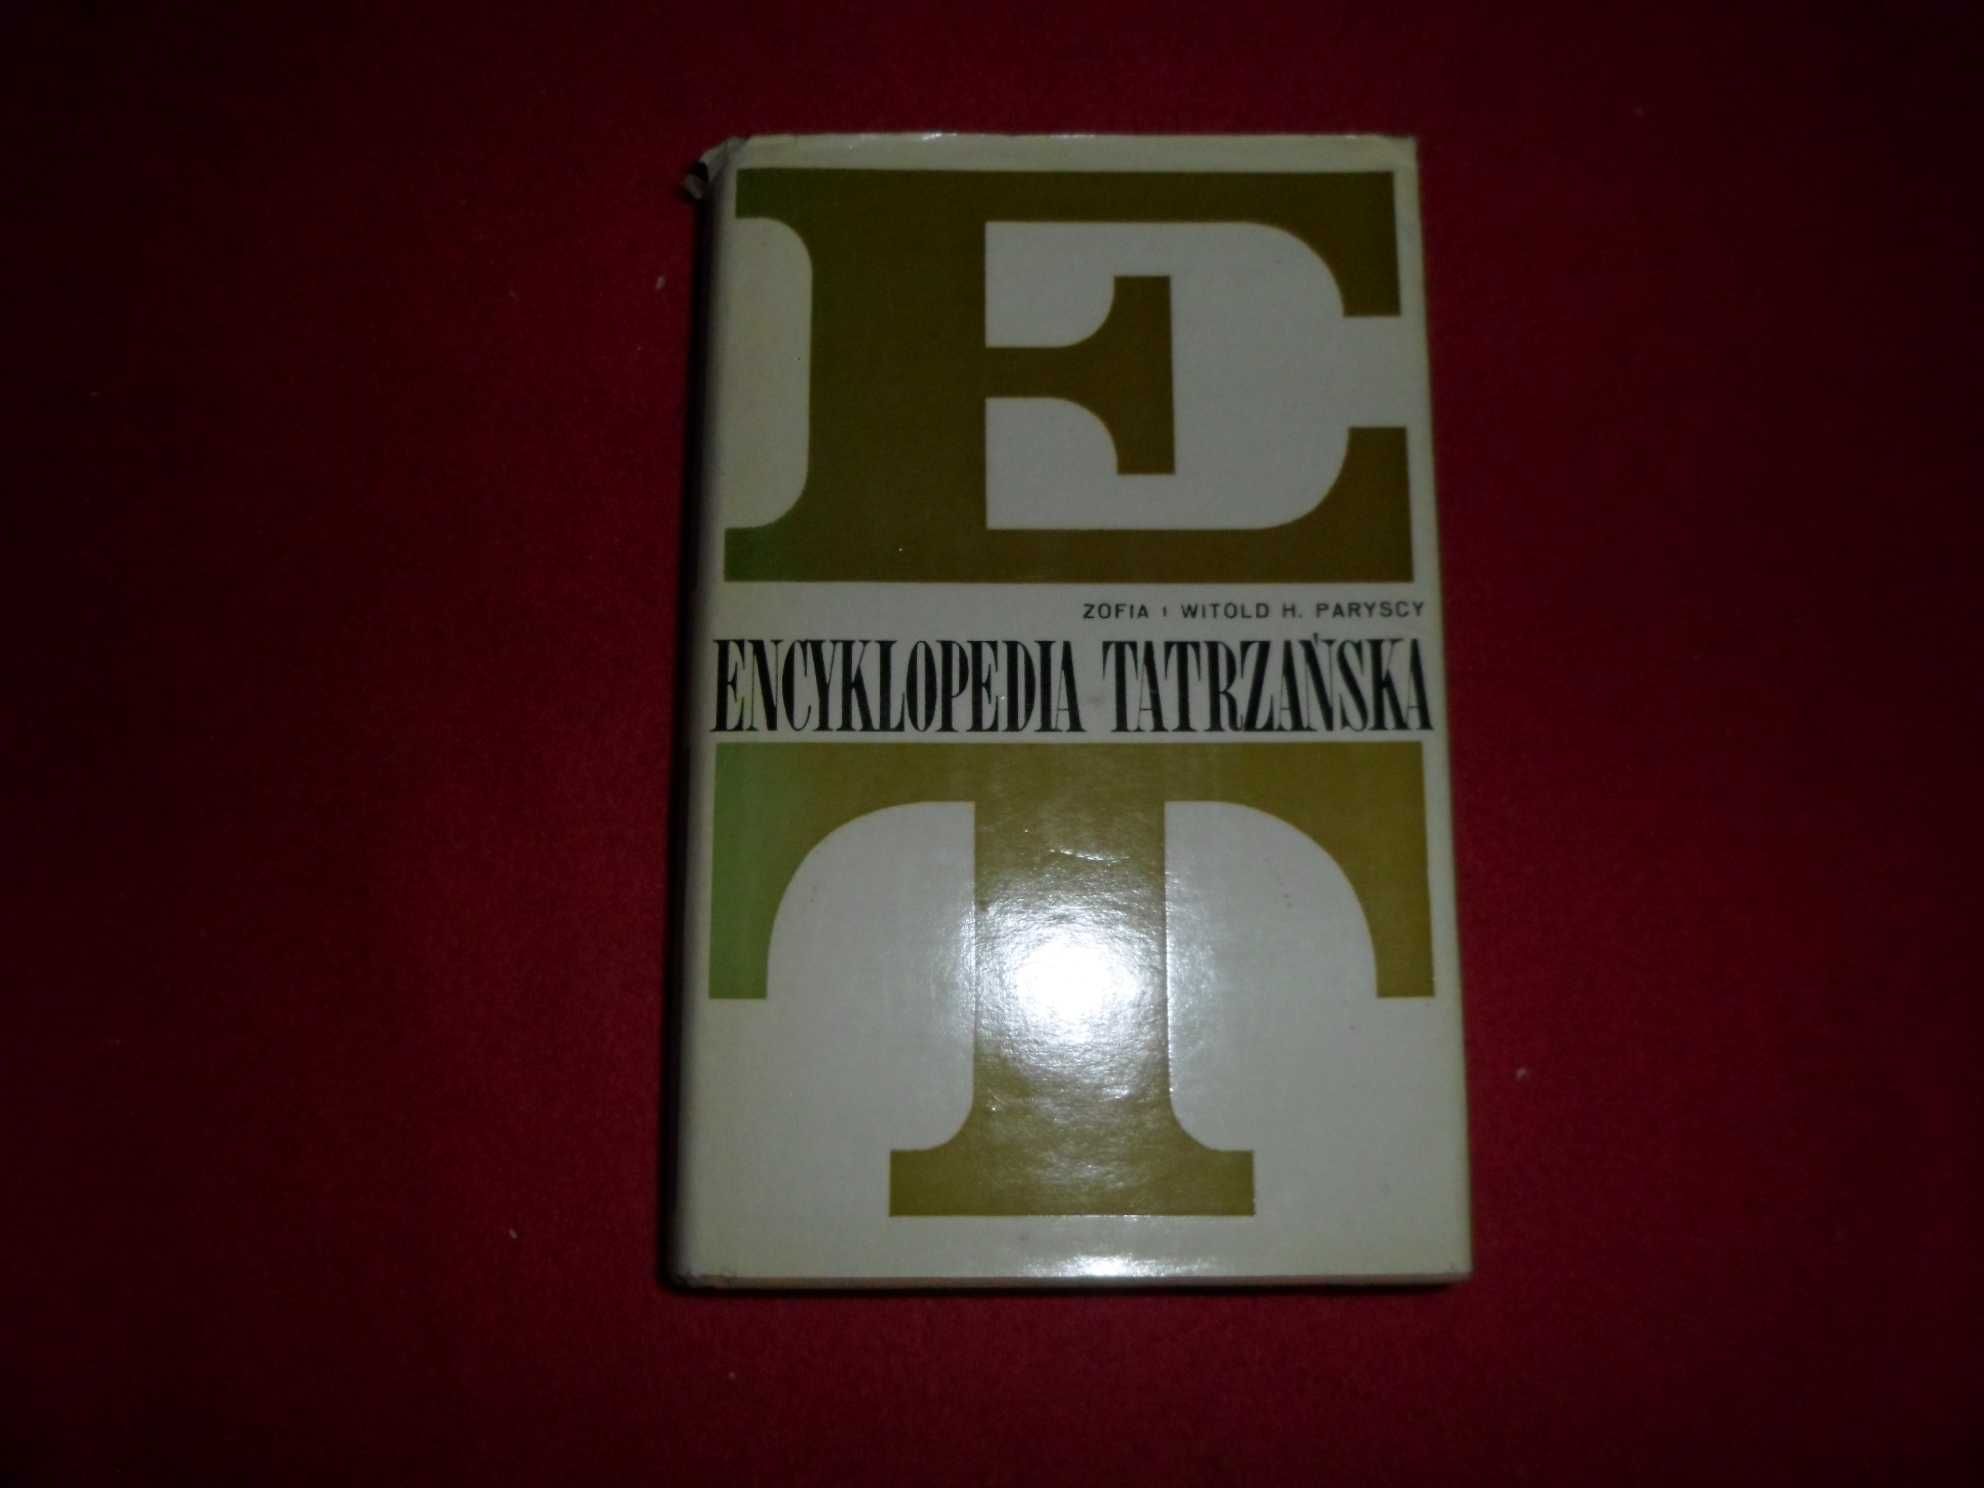 E
ZOFIA I WITOLD H. PARYSCY
ENCYKLOPEDIA TATRZAŃSKA
T